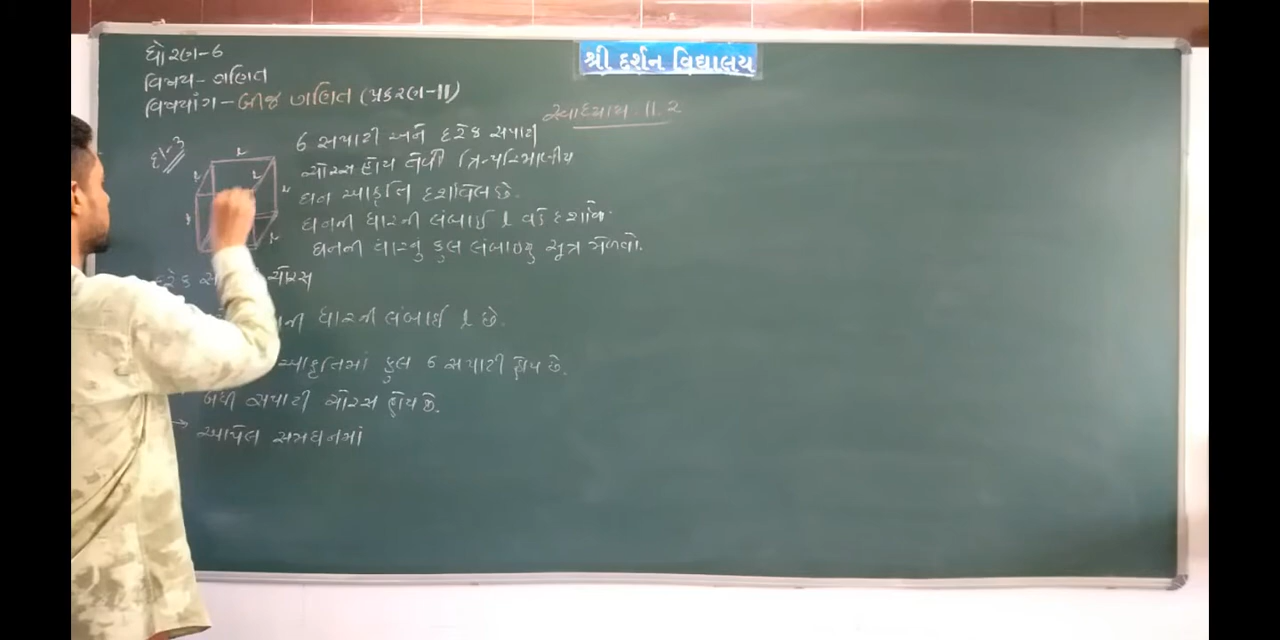 શ્રી દર્શન વિદ્યાલય
ધોરણ-6
વિષય- ગણિત
વિષયાંગ - બીજ ગણિત (પ્રકરણ-11)
સ્વાધ્યાય 11.2
દા-3
6 સપાટી અને દરેક સપાટી
ચોરસ હોય તેવી ત્રિ-પરિમાણીય
ઘન આકૃતિ દર્શાવેલ છે.
ઘનની ધારની લંબાઈ l વડે દર્શાવ.
ઘનની ધારનું કુલ લંબાઈનું સૂત્ર મેળવો.
l
l
l
l
l
l
દરેક ચોરસ
ની ધારની લંબાઈ l છે.
આકૃતિમાં કુલ 6 સપાટી હોય છે.
બધી સપાટી ચોરસ હોય છે.
→ આપેલ સમઘનમાં